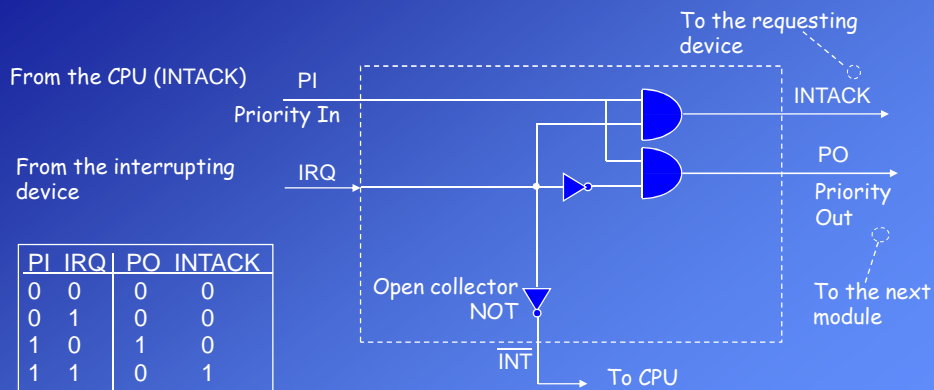 To the requesting
device
From the CPU (INTACK)
PI
Priority In
INTACK
From the interrupting
device
IRQ
PO
Priority
Out
To the next
module
Open collector
NOT
I̅N̅T̅
To CPU
PI IRQ PO INTACK
0 0 0 0
0 1 0 0
1 0 1 0
1 1 0 1